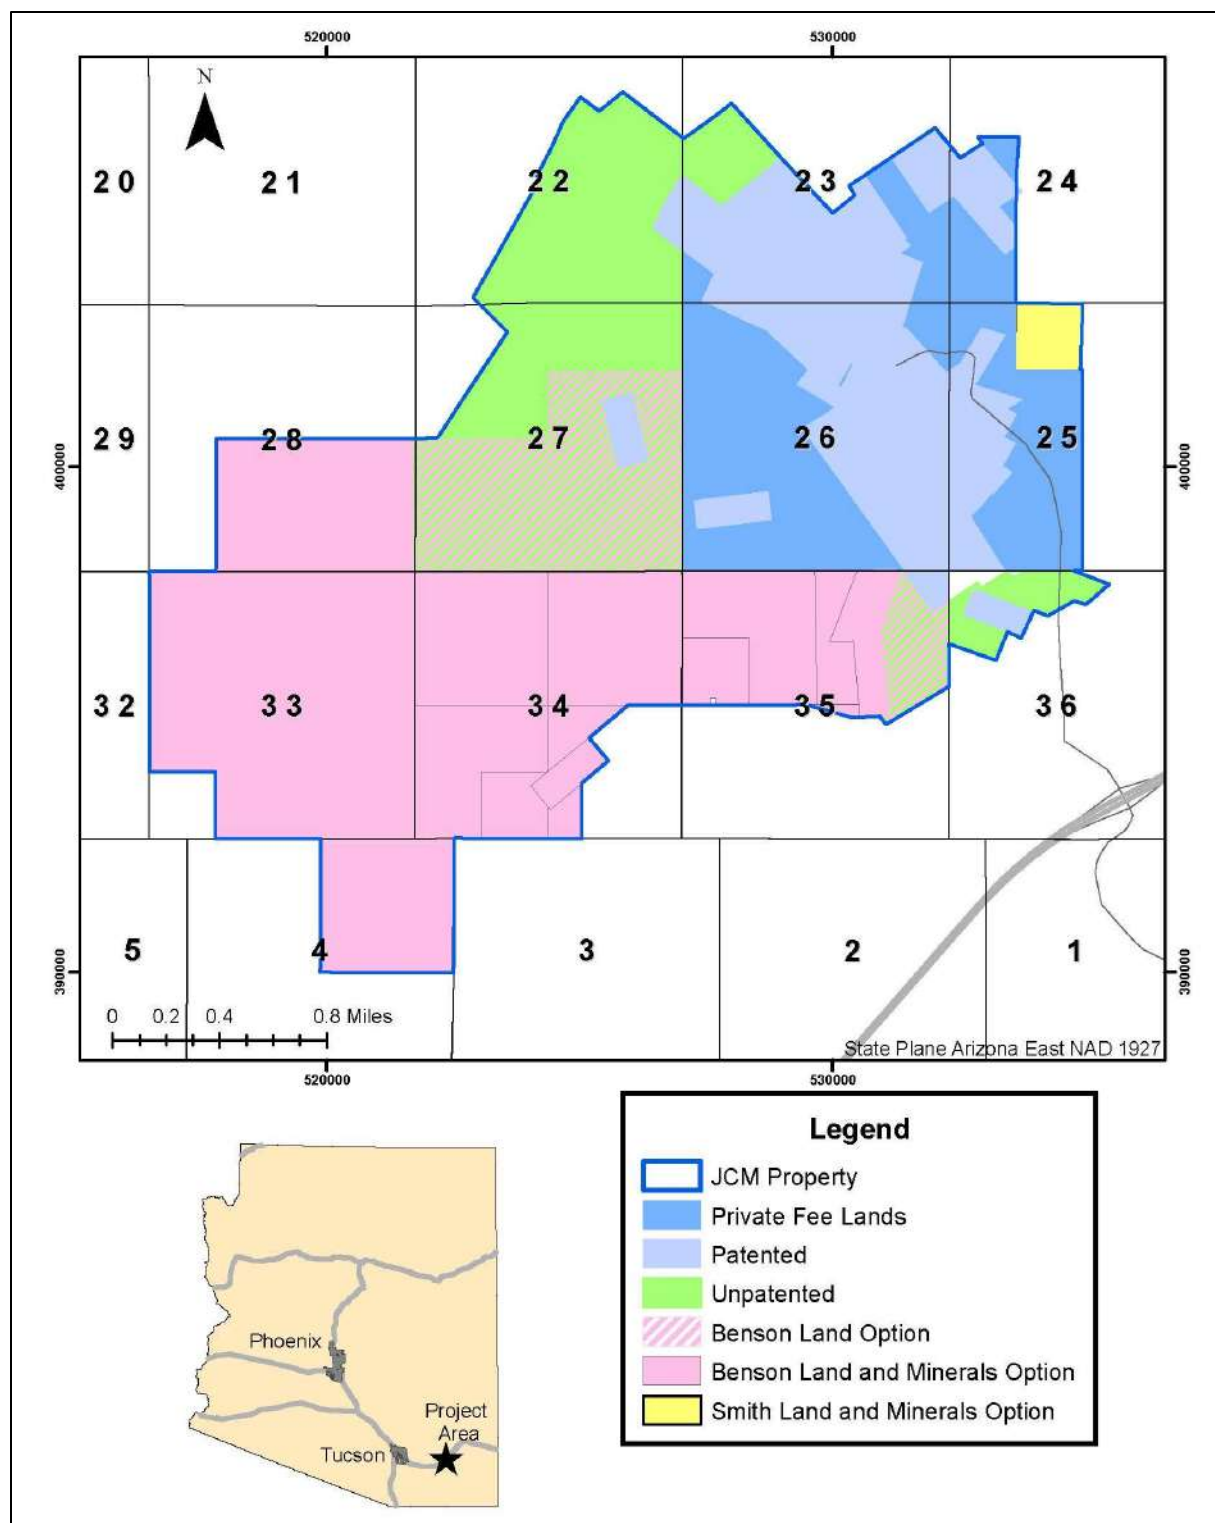 520000
530000
N
20
21
22
23
24
29
28
27
26
25
400000
400000
32
33
34
35
36
5
4
3
2
1
390000
390000
0 0.2 0.4 0.8 Miles
State Plane Arizona East NAD 1927
520000
530000
Legend
JCM Property
Private Fee Lands
Patented
Unpatented
Benson Land Option
Benson Land and Minerals Option
Smith Land and Minerals Option
Phoenix
Project
Area
Tucson